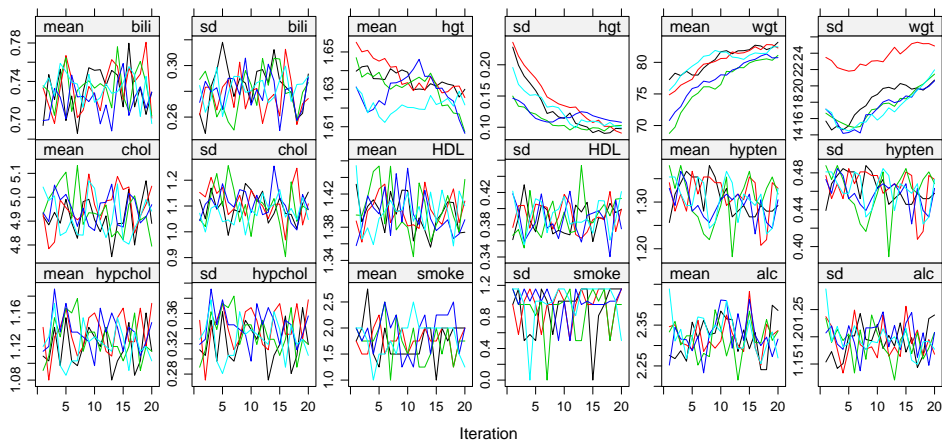 mean bili sd bili mean hgt sd hgt mean wgt sd wgt
0.70 0.74 0.78
0.26 0.30
1.61 1.63 1.65
0.10 0.15 0.20
70 75 80
14 16 18 20 22 24
mean chol sd chol mean HDL sd HDL mean hypten sd hypten
4.8 4.9 5.0 5.1
0.9 1.0 1.1 1.2
1.34 1.38 1.42
0.34 0.38 0.42
1.20 1.30
0.40 0.44 0.48
mean hypchol sd hypchol mean smoke sd smoke mean alc sd alc
1.08 1.12 1.16
0.28 0.32 0.36
1.0 1.5 2.0 2.5
0.0 0.4 0.8 1.2
2.25 2.35
1.15 1.20 1.25
5 10 15 20 5 10 15 20 5 10 15 20 5 10 15 20 5 10 15 20 5 10 15 20
Iteration